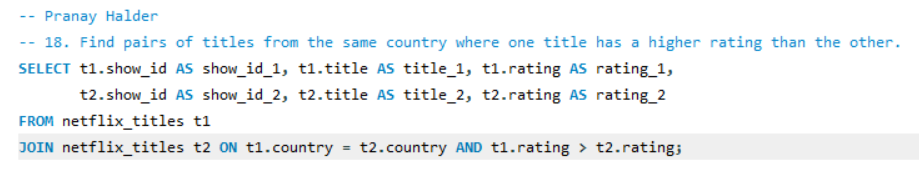 -- Pranay Halder
-- 18. Find pairs of titles from the same country where one title has a higher rating than the other.
SELECT t1.show_id AS show_id_1, t1.title AS title_1, t1.rating AS rating_1,
t2.show_id AS show_id_2, t2.title AS title_2, t2.rating AS rating_2
FROM netflix_titles t1
JOIN netflix_titles t2 ON t1.country = t2.country AND t1.rating > t2.rating;